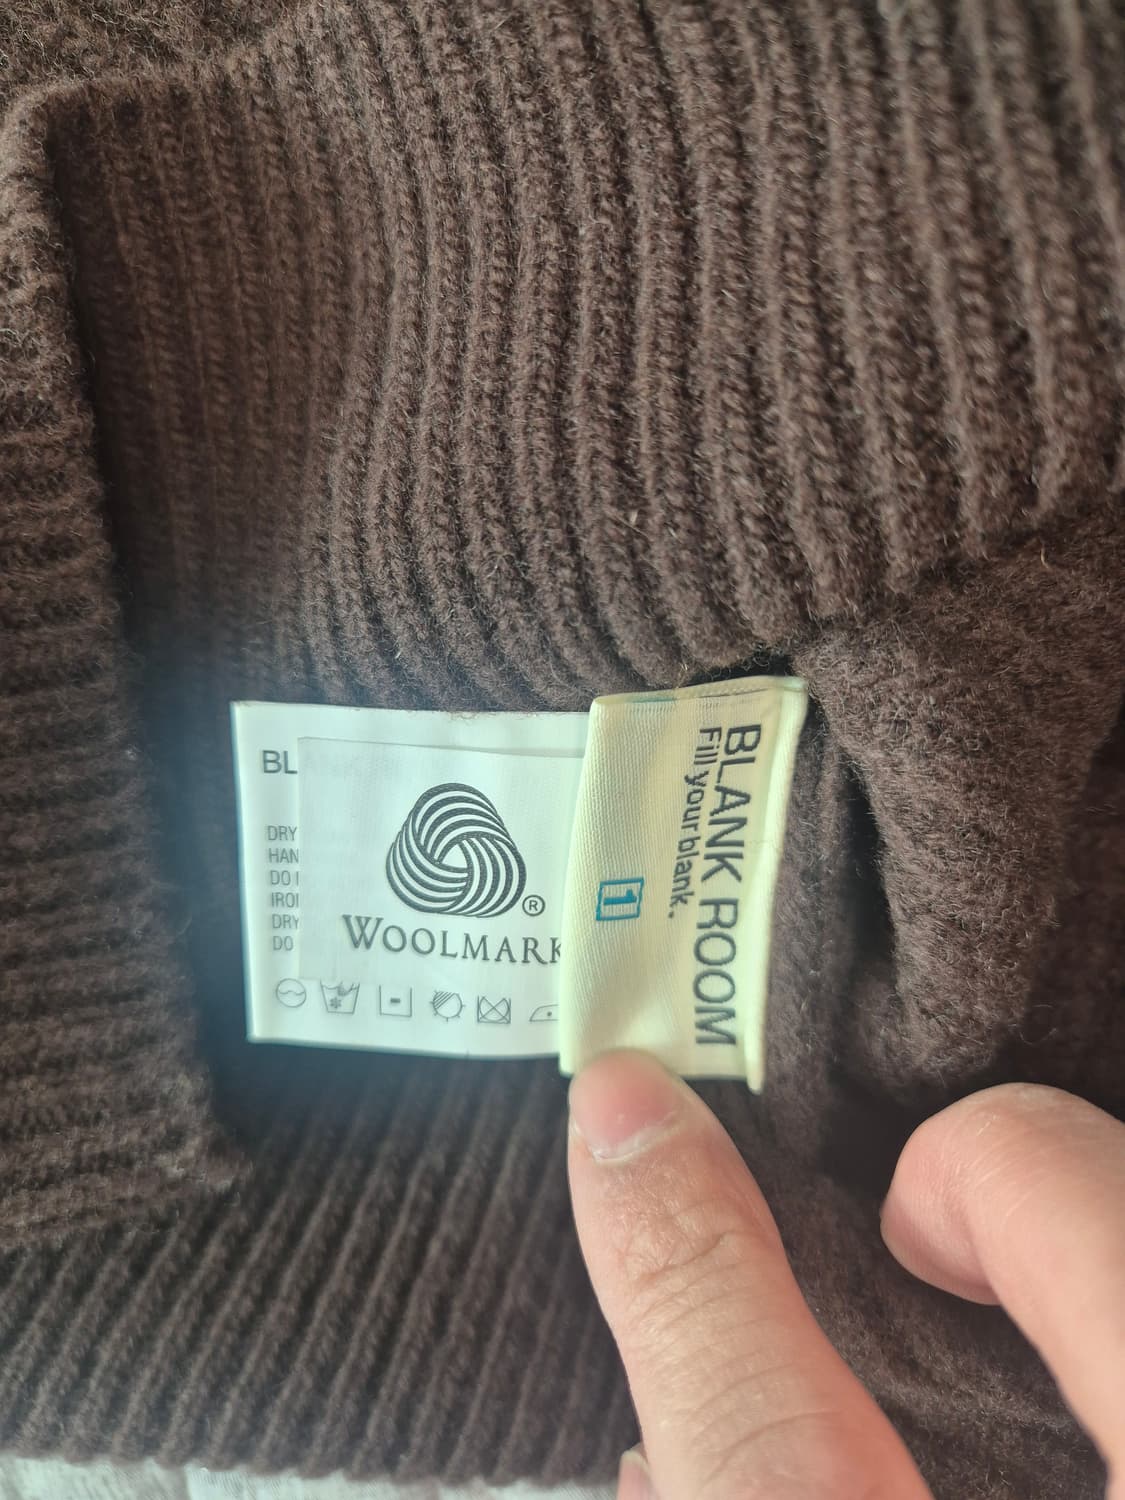 BL
DRY
HAN
DO
IRO
DRY
DO
WOOLMARK
®
BLANK ROOM
Fill your blank.
1